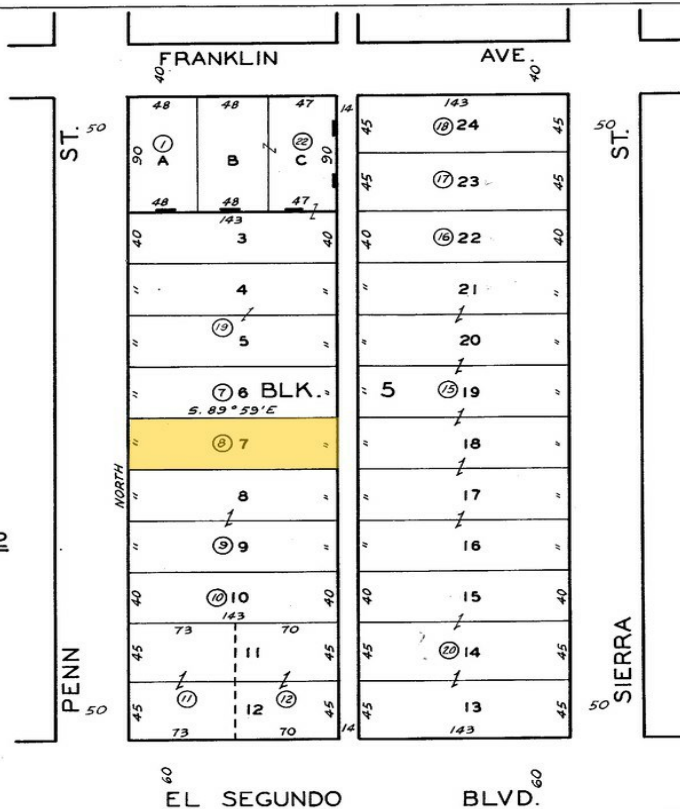 FRANKLIN AVE.
40 40
48 48 47 14 143
50 ST. 90 1 A B 22 C 90 45 18 24 45 50 ST.
45 17 23 45
48 48 47
143
40 3 40 40 16 22 40
" 4 " " 21 "
" 19 5 " " 20 "
" 7 6 BLK. " " 5 15 19 "
S. 89°59'E
" 8 7 " " 18 "
NORTH " 8 " " 17 "
" 9 9 " " 16 "
40 10 10 40 40 15 40
143
73 70
45 11 45 45 20 14 45
PENN 50 45 11 12 12 45 45 13 45 50 SIERRA
73 70 14 143
60 60
EL SEGUNDO BLVD.